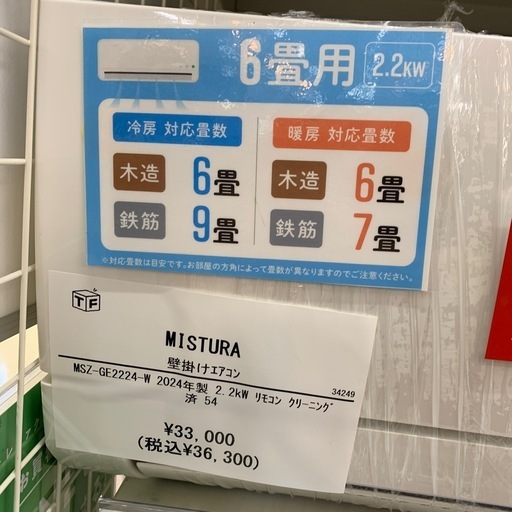 6畳用 2.2KW
冷房 対応畳数
木造 6畳
鉄筋 9畳
暖房 対応畳数
木造 6畳
鉄筋 7畳
※対応畳数は目安です。お部屋の方角によって畳数が異なりますのでご注意ください。
TF
MISTURA
壁掛けエアコン
34249
MSZ-GE2224-W 2024年製 2.2kW リモコン クリーニング
済 54
¥33,000
(税込¥36,300)